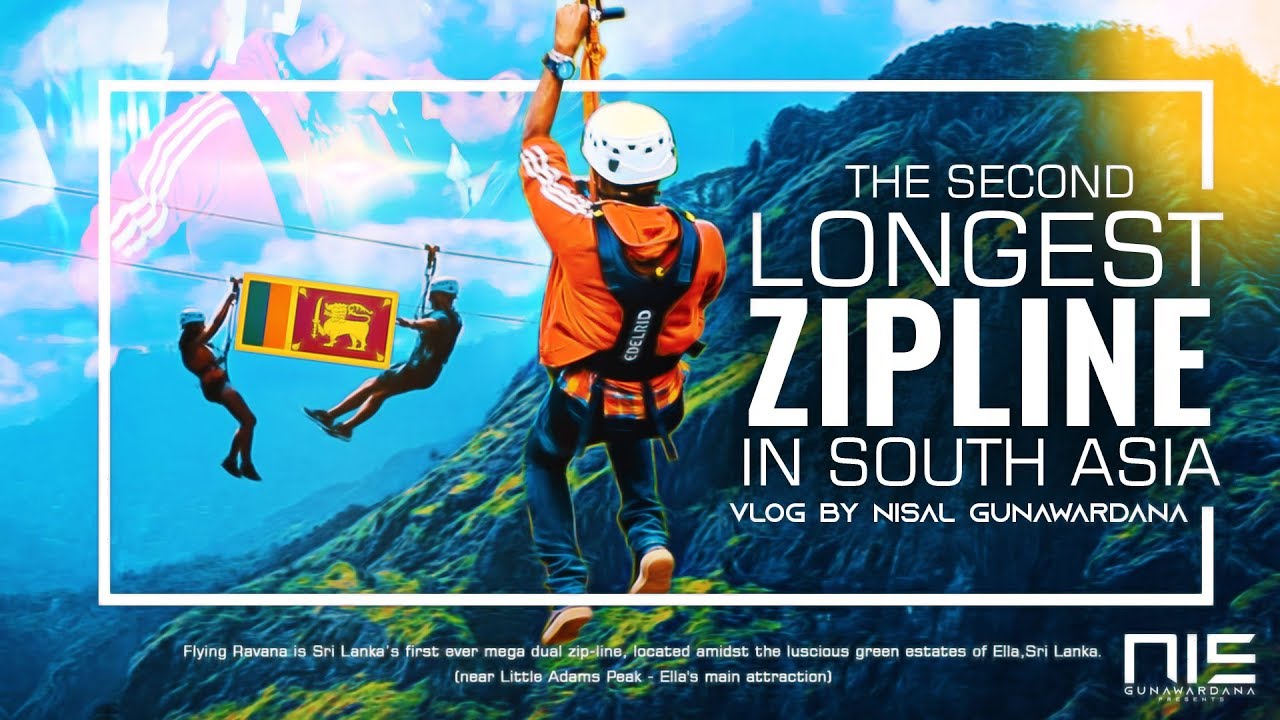 THE SECOND
LONGEST
ZIPLINE
IN SOUTH ASIA
VLOG BY NISAL GUNAWARDANA
EDELRID
Flying Ravana is Sri Lanka's first ever mega dual zip-line, located amidst the luscious green estates of Ella,Sri Lanka.
(near Little Adams Peak - Ella's main attraction)
NIS
GUNAWARDANA
PRESENTS